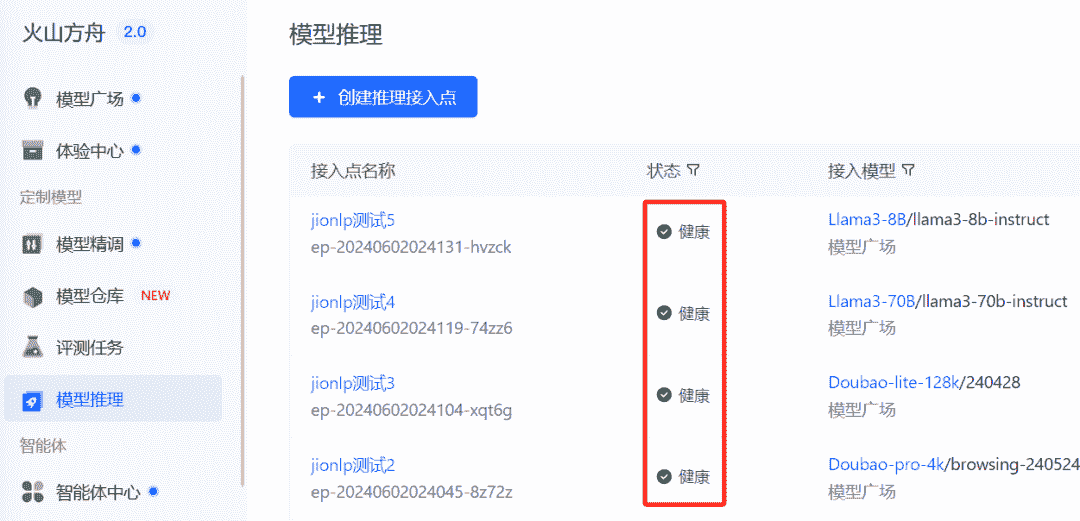 火山方舟 2.0
模型广场
体验中心
定制模型
模型精调
模型仓库 NEW
评测任务
模型推理
智能体
智能体中心
模型推理
+ 创建推理接入点
接入点名称 状态 接入模型
jionlp测试5 健康 Llama3-8B/llama3-8b-instruct
ep-20240602024131-hvzck 模型广场
jionlp测试4 健康 Llama3-70B/llama3-70b-instruct
ep-20240602024119-74zz6 模型广场
jionlp测试3 健康 Doubao-lite-128k/240428
ep-20240602024104-xqt6g 模型广场
jionlp测试2 健康 Doubao-pro-4k/browsing-240524
ep-20240602024045-8z72z 模型广场